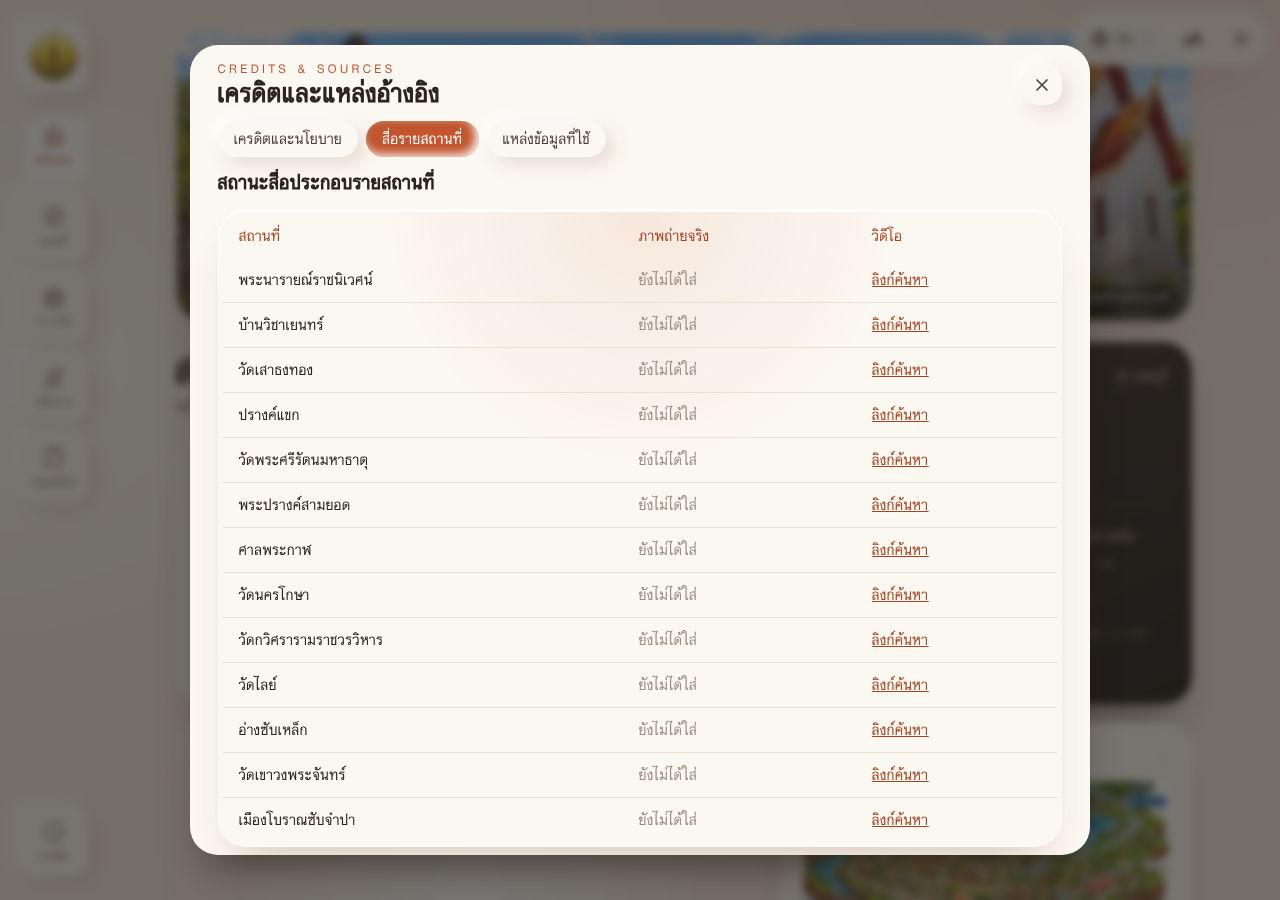 CREDITS & SOURCES
เครดิตและแหล่งอ้างอิง
เครดิตและนโยบาย สื่อรายสถานที่ แหล่งข้อมูลที่ใช้
สถานะสื่อประกอบรายสถานที่
สถานที่ ภาพถ่ายจริง วิดีโอ
พระนารายณ์ราชนิเวศน์ ยังไม่ได้ใส่ ลิงก์ค้นหา
บ้านวิชาเยนทร์ ยังไม่ได้ใส่ ลิงก์ค้นหา
วัดเสาธงทอง ยังไม่ได้ใส่ ลิงก์ค้นหา
ปรางค์แขก ยังไม่ได้ใส่ ลิงก์ค้นหา
วัดพระศรีรัตนมหาธาตุ ยังไม่ได้ใส่ ลิงก์ค้นหา
พระปรางค์สามยอด ยังไม่ได้ใส่ ลิงก์ค้นหา
ศาลพระกาฬ ยังไม่ได้ใส่ ลิงก์ค้นหา
วัดนครโกษา ยังไม่ได้ใส่ ลิงก์ค้นหา
วัดกวิศรารามราชวรวิหาร ยังไม่ได้ใส่ ลิงก์ค้นหา
วัดไลย์ ยังไม่ได้ใส่ ลิงก์ค้นหา
อ่างซับเหล็ก ยังไม่ได้ใส่ ลิงก์ค้นหา
วัดเขาวงพระจันทร์ ยังไม่ได้ใส่ ลิงก์ค้นหา
เมืองโบราณซับจำปา ยังไม่ได้ใส่ ลิงก์ค้นหา